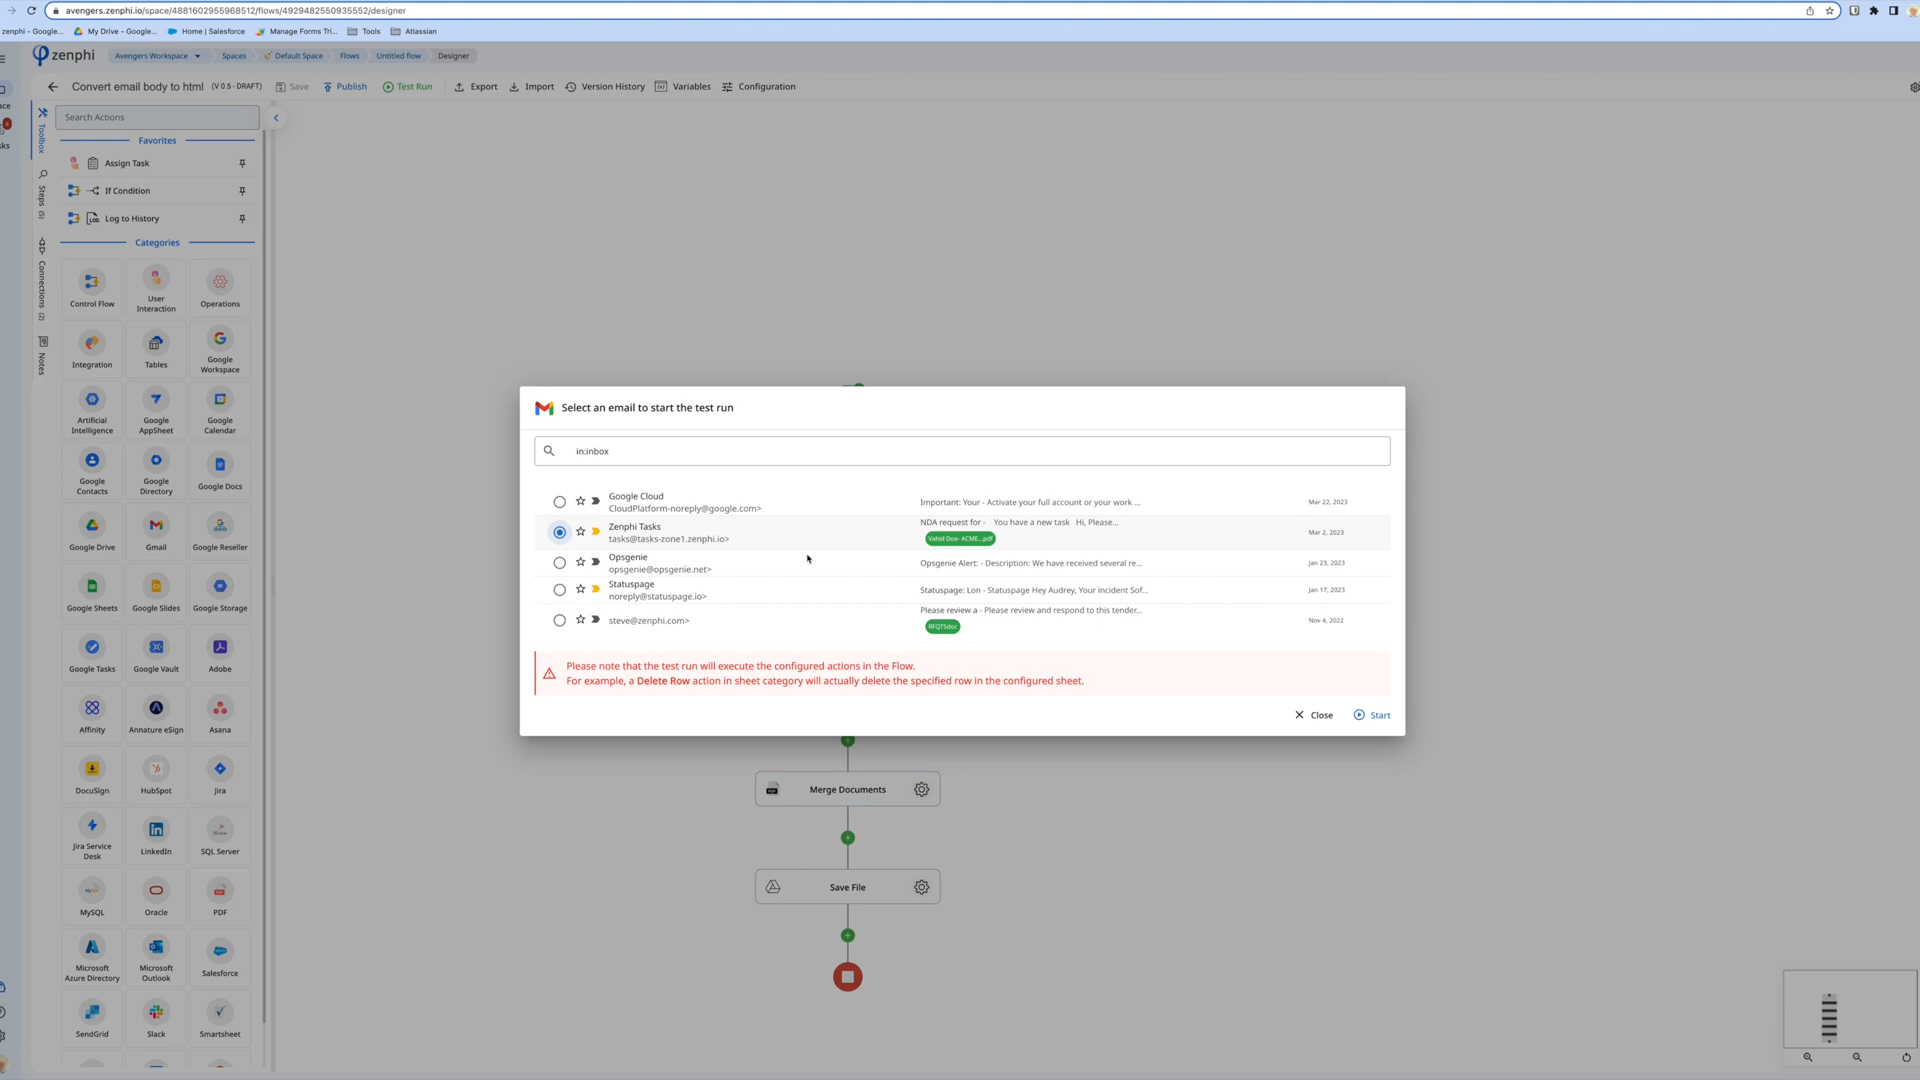 avengers.zenphi.io/space/4881602955968512/flows/4929482550935552/designer
zenphi - Google...
My Drive - Google...
Home | Salesforce
Manage Forms Tri...
Tools
Atlassian
zenphi
Avengers Workspace
Spaces
Default Space
Flows
Untitled flow
Designer
Convert email body to html
(V 0.5 - DRAFT)
Save
Publish
Test Run
Export
Import
Version History
Variables
Configuration
Toolbox
Steps (5)
Connections (2)
Notes
Search Actions
Favorites
Assign Task
If Condition
Log to History
Categories
Control Flow
User Interaction
Operations
Integration
Tables
Google Workspace
Artificial Intelligence
Google AppSheet
Google Calendar
Google Contacts
Google Directory
Google Docs
Google Drive
Gmail
Google Reseller
Google Sheets
Google Slides
Google Storage
Google Tasks
Google Vault
Adobe
Affinity
Annature eSign
Asana
DocuSign
HubSpot
Jira
Jira Service Desk
LinkedIn
SQL Server
MySQL
Oracle
PDF
Microsoft Azure Directory
Microsoft Outlook
Salesforce
SendGrid
Slack
Smartsheet
Select an email to start the test run
in:inbox
Google Cloud
CloudPlatform-noreply@google.com>
Important: Your - Activate your full account or your work ...
Mar 22, 2023
Zenphi Tasks
tasks@tasks-zone1.zenphi.io>
NDA request for - You have a new task Hi, Please...
Vahid Doe- ACME...pdf
Mar 2, 2023
Opsgenie
opsgenie@opsgenie.net>
Opsgenie Alert: - Description: We have received several re...
Jan 23, 2023
Statuspage
noreply@statuspage.io>
Statuspage: Lon - Statuspage Hey Audrey, Your incident Sof...
Jan 17, 2023
steve@zenphi.com>
Please review a - Please review and respond to this tender...
RFQTSdoc
Nov 4, 2022
Please note that the test run will execute the configured actions in the Flow.
For example, a Delete Row action in sheet category will actually delete the specified row in the configured sheet.
Close
Start
Merge Documents
Save File